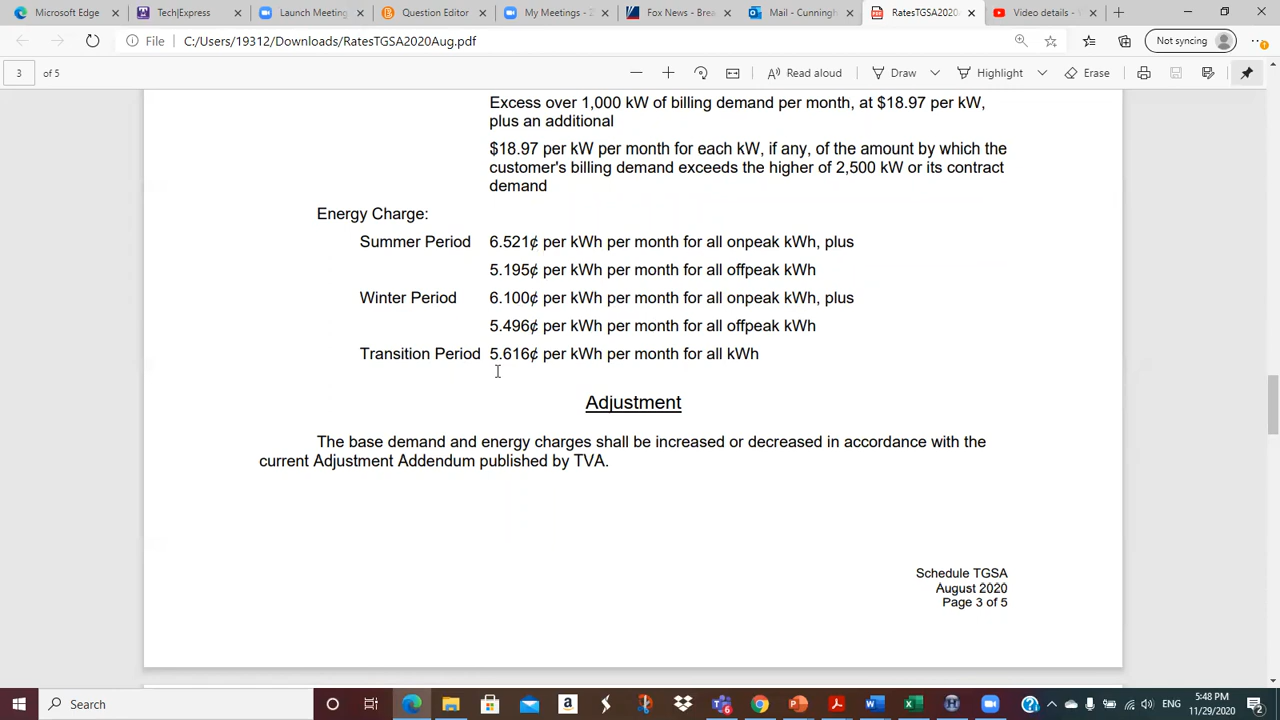 Microsoft Edge
TechJExpress
Launch Meeting
Question Editor
My Meetings - Z
Fox News - Brea
Mail - Cunningh
RatesTGSA2020
Video details -
File C:/Users/19312/Downloads/RatesTGSA2020Aug.pdf
Not syncing
3 of 5
Read aloud
Draw
Highlight
Erase
Excess over 1,000 kW of billing demand per month, at $18.97 per kW,
plus an additional
$18.97 per kW per month for each kW, if any, of the amount by which the
customer's billing demand exceeds the higher of 2,500 kW or its contract
demand
Energy Charge:
Summer Period 6.521¢ per kWh per month for all onpeak kWh, plus
5.195¢ per kWh per month for all offpeak kWh
Winter Period 6.100¢ per kWh per month for all onpeak kWh, plus
5.496¢ per kWh per month for all offpeak kWh
Transition Period 5.616¢ per kWh per month for all kWh
Adjustment
The base demand and energy charges shall be increased or decreased in accordance with the
current Adjustment Addendum published by TVA.
Schedule TGSA
August 2020
Page 3 of 5
Search
5:48 PM
11/29/2020